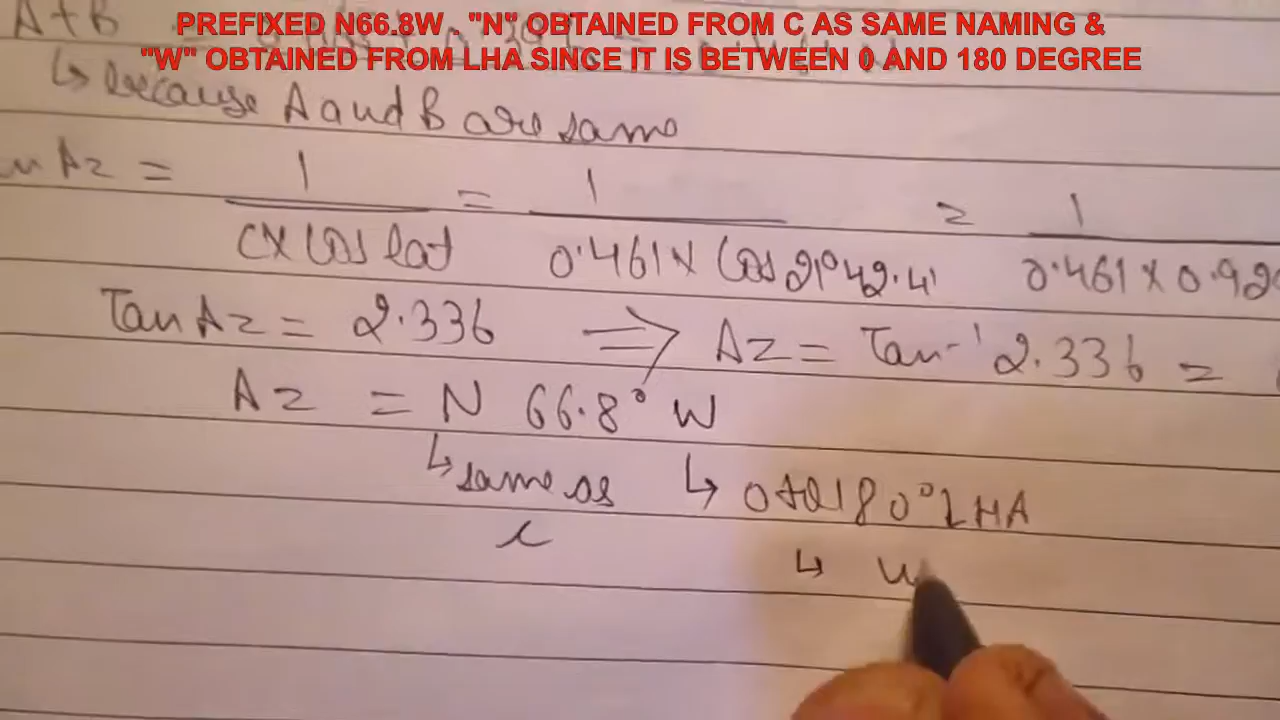 PREFIXED N66.8W . "N" OBTAINED FROM C AS SAME NAMING &
"W" OBTAINED FROM LHA SINCE IT IS BETWEEN 0 AND 180 DEGREE
A+B
↳ because A and B are same
n Az = 1 / C x Cos lat = 1 / 0.461 x Cos 21° 42.4' = 1 / 0.461 x 0.92
Tan Az = 2.336 => Az = Tan-1 2.336 =
Az = N 66.8° W
↳ same as ↳ 0 to 180° LHA
c ↳ W